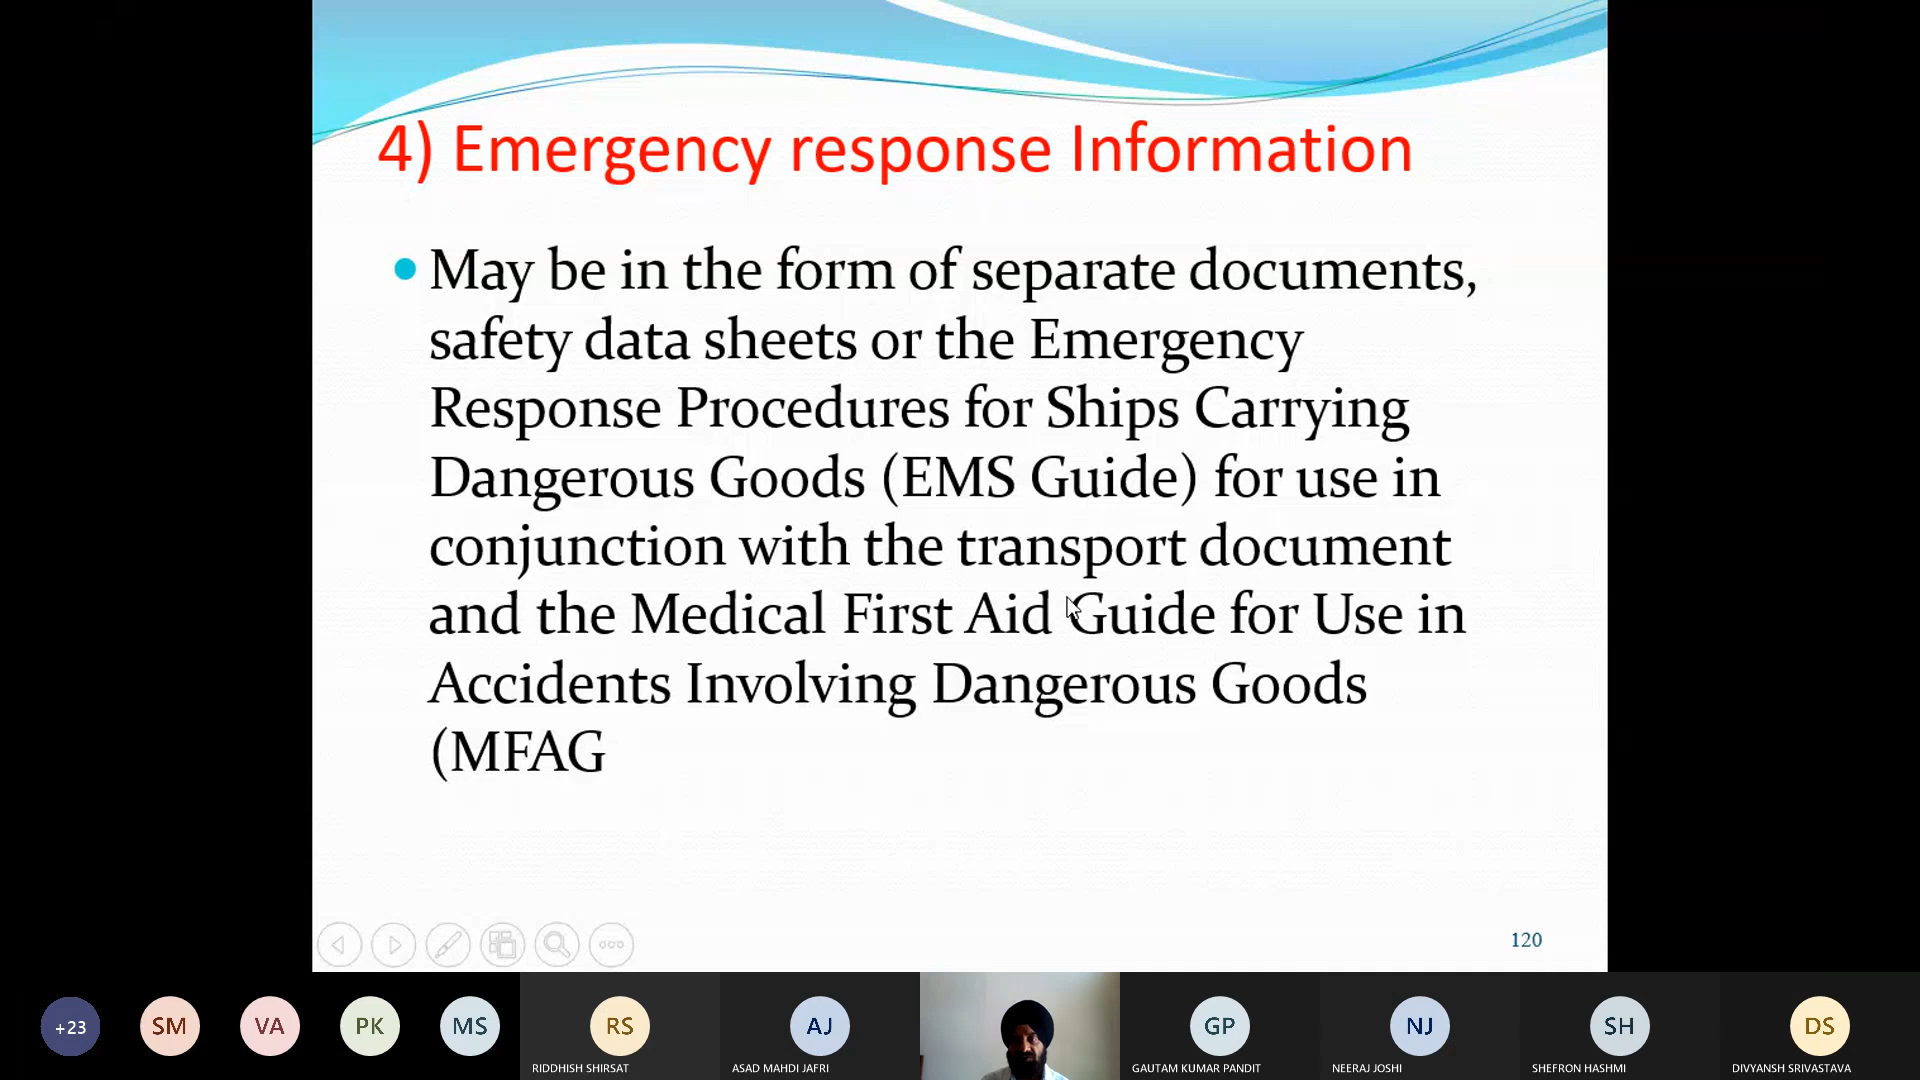 4) Emergency response Information
May be in the form of separate documents,
safety data sheets or the Emergency
Response Procedures for Ships Carrying
Dangerous Goods (EMS Guide) for use in
conjunction with the transport document
and the Medical First Aid Guide for Use in
Accidents Involving Dangerous Goods
(MFAG
120
+23
SM
VA
PK
MS
RS
AJ
GP
NJ
SH
DS
RIDDHISH SHIRSAT
ASAD MAHDI JAFRI
GAUTAM KUMAR PANDIT
NEERAJ JOSHI
SHEFRON HASHMI
DIVYANSH SRIVASTAVA